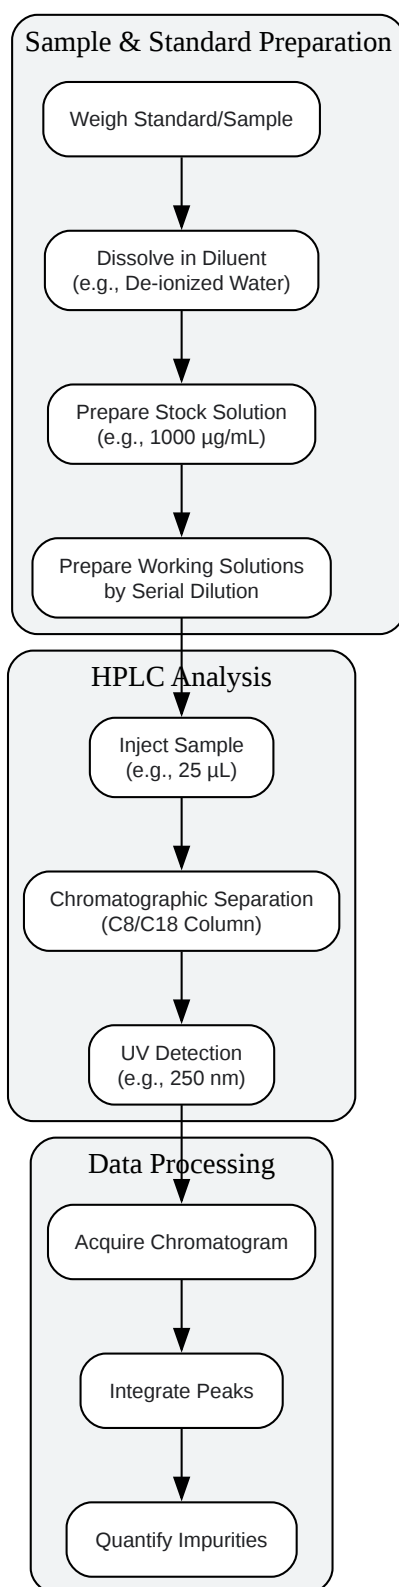 Sample & Standard Preparation
Weigh Standard/Sample
Dissolve in Diluent
(e.g., De-ionized Water)
Prepare Stock Solution
(e.g., 1000 µg/mL)
Prepare Working Solutions
by Serial Dilution
HPLC Analysis
Inject Sample
(e.g., 25 µL)
Chromatographic Separation
(C8/C18 Column)
UV Detection
(e.g., 250 nm)
Data Processing
Acquire Chromatogram
Integrate Peaks
Quantify Impurities